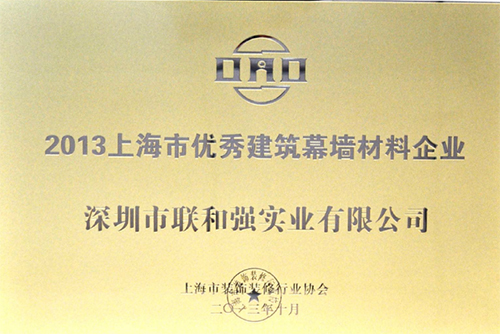 2013上海市优秀建筑幕墙材料企业
深圳市联和强实业有限公司
上海市装饰装修行业协会
二〇一三年十月